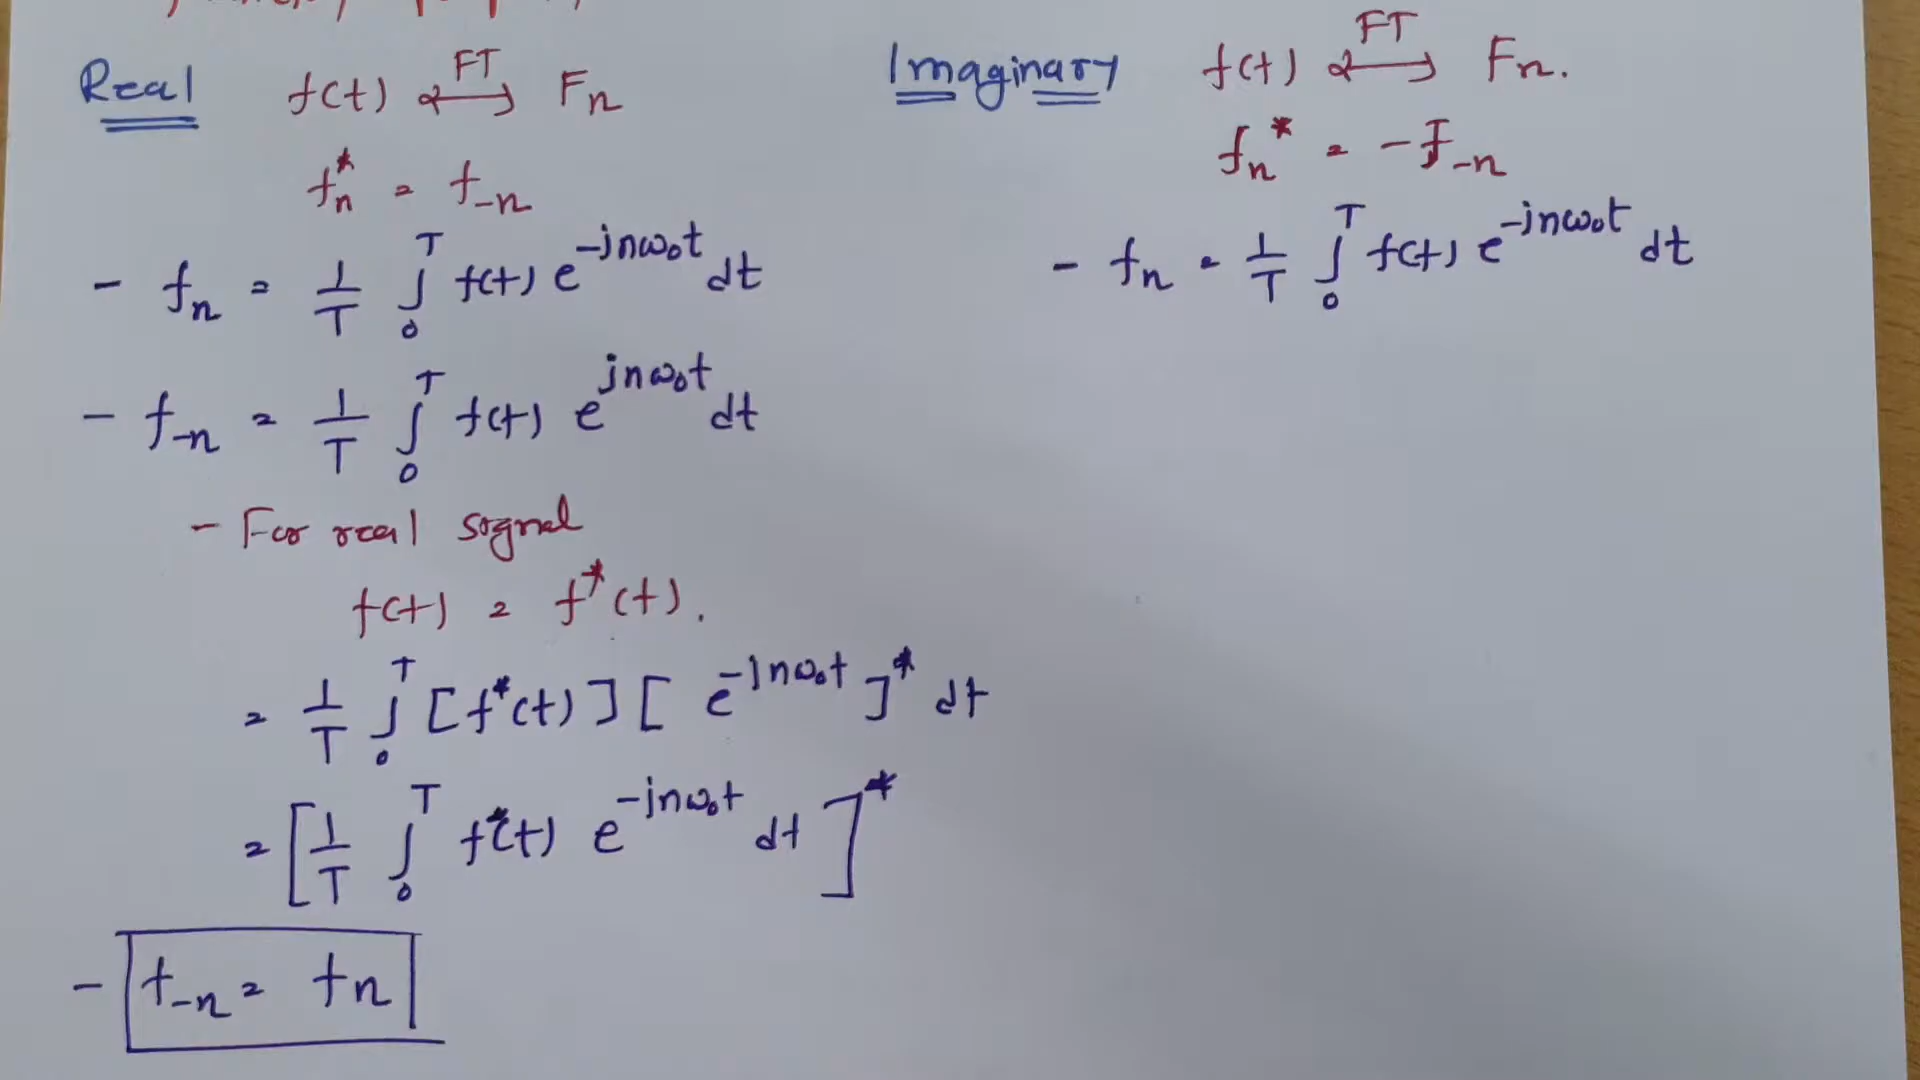 Real f(t) ⟷ Fn
FT
fn* = f-n
- fn = 1/T ∫₀ᵀ f(t) e^-jnω₀t dt
- f-n = 1/T ∫₀ᵀ f(t) e^jnω₀t dt
- For real signal
f(t) = f*(t).
= 1/T ∫₀ᵀ [f*(t)] [e^-jnω₀t]* dt
= [1/T ∫₀ᵀ f*(t) e^-jnω₀t dt]*
- f-n = fn
Imaginary f(t) ⟷ Fn.
FT
fn* = -F-n
- fn = 1/T ∫₀ᵀ f(t) e^-jnω₀t dt